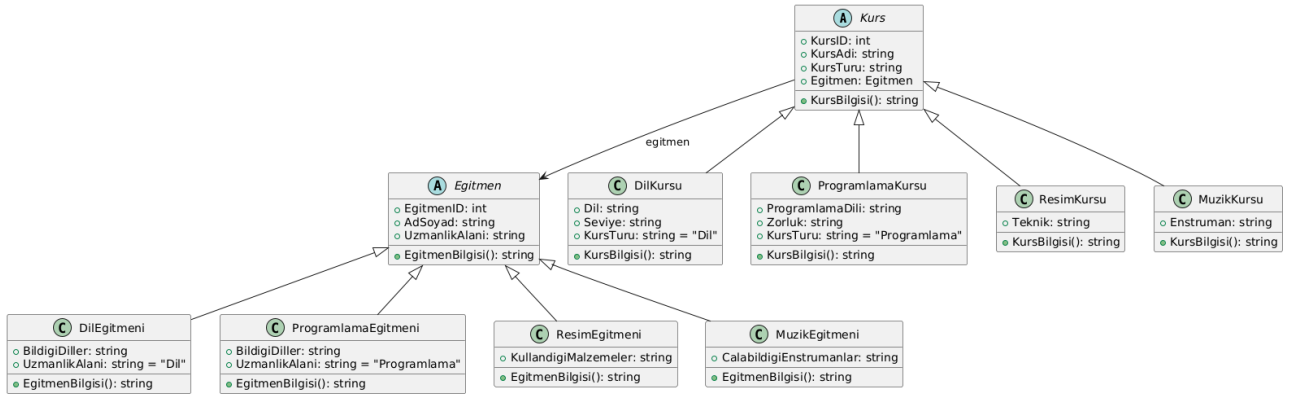 A Kurs
KursID: int
KursAdi: string
KursTuru: string
Egitmen: Egitmen
KursBilgisi(): string
egitmen
A Egitmen
EgitmenID: int
AdSoyad: string
UzmanlikAlani: string
EgitmenBilgisi(): string
C DilKursu
Dil: string
Seviye: string
KursTuru: string = "Dil"
KursBilgisi(): string
C ProgramlamaKursu
ProgramlamaDili: string
Zorluk: string
KursTuru: string = "Programlama"
KursBilgisi(): string
C ResimKursu
Teknik: string
KursBilgisi(): string
C MuzikKursu
Enstruman: string
KursBilgisi(): string
C DilEgitmeni
BildigiDiller: string
UzmanlikAlani: string = "Dil"
EgitmenBilgisi(): string
C ProgramlamaEgitmeni
BildigiDiller: string
UzmanlikAlani: string = "Programlama"
EgitmenBilgisi(): string
C ResimEgitmeni
KullandigiMalzemeler: string
EgitmenBilgisi(): string
C MuzikEgitmeni
CalabildigiEnstrumanlar: string
EgitmenBilgisi(): string